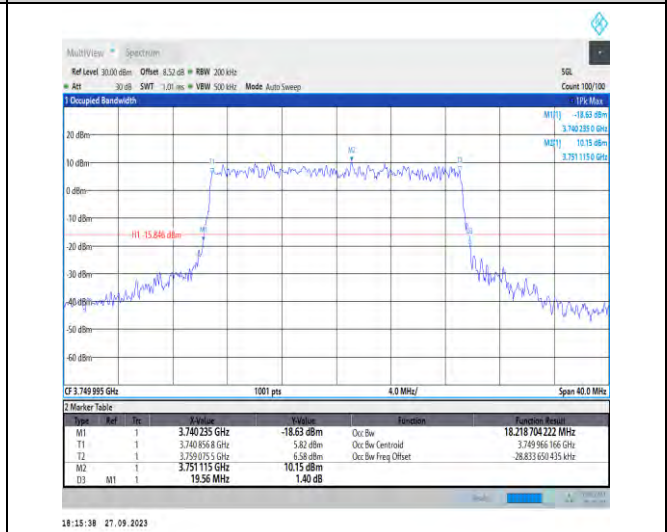 MultiView Spectrum
Ref Level 30.00 dBm Offset 8.52 dB RBW 200 kHz SGL
Att 30 dB SWT 1.01 ms VBW 500 kHz Mode Auto Sweep Count 100/100
1 Occupied Bandwidth 1Pk Max
M1[1] -18.63 dBm
3.740 235 0 GHz
M2[1] 10.15 dBm
3.751 115 0 GHz
20 dBm
M2
10 dBm
T1
0 dBm
-10 dBm
M1
H1 -15.846 dBm
-20 dBm
-30 dBm
-40 dBm
-50 dBm
-60 dBm
CF 3.749 995 GHz 1001 pts 4.0 MHz/ Span 40.0 MHz
2 Marker Table
Type Ref Trc X-Value Y-Value Function Function Result
M1 1 3.740 235 GHz -18.63 dBm Occ Bw 18.218 704 222 MHz
T1 1 3.740 856 8 GHz 5.82 dBm Occ Bw Centroid 3.749 966 166 GHz
T2 1 3.759 075 5 GHz 6.58 dBm Occ Bw Freq Offset -28.833 650 435 kHz
M2 1 3.751 115 GHz 10.15 dBm
D3 M1 1 19.56 MHz 1.40 dB
18:15:38 27.09.2023